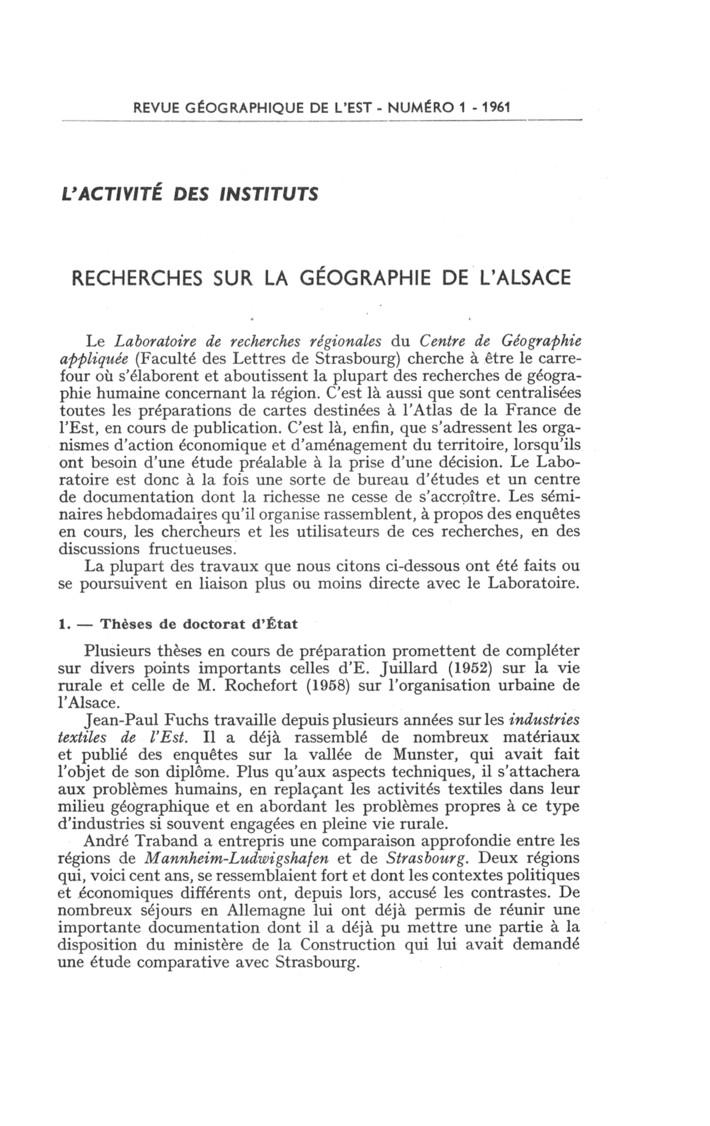 REVUE GÉOGRAPHIQUE DE L'EST - NUMÉRO 1 - 1961
L'ACTIVITÉ DES INSTITUTS
RECHERCHES SUR LA GÉOGRAPHIE DE L'ALSACE
Le Laboratoire de recherches régionales du Centre de Géographie
appliquée (Faculté des Lettres de Strasbourg) cherche à être le carre-
four où s'élaborent et aboutissent la plupart des recherches de géogra-
phie humaine concernant la région. C'est là aussi que sont centralisées
toutes les préparations de cartes destinées à l'Atlas de la France de
l'Est, en cours de publication. C'est là, enfin, que s'adressent les orga-
nismes d'action économique et d'aménagement du territoire, lorsqu'ils
ont besoin d'une étude préalable à la prise d'une décision. Le Labo-
ratoire est donc à la fois une sorte de bureau d'études et un centre
de documentation dont la richesse ne cesse de s'accroître. Les sémi-
naires hebdomadaires qu'il organise rassemblent, à propos des enquêtes
en cours, les chercheurs et les utilisateurs de ces recherches, en des
discussions fructueuses.
La plupart des travaux que nous citons ci-dessous ont été faits ou
se poursuivent en liaison plus ou moins directe avec le Laboratoire.
1. — Thèses de doctorat d'État
Plusieurs thèses en cours de préparation promettent de compléter
sur divers points importants celles d'E. Juillard (1952) sur la vie
rurale et celle de M. Rochefort (1958) sur l'organisation urbaine de
l'Alsace.
Jean-Paul Fuchs travaille depuis plusieurs années sur les industries
textiles de l'Est. Il a déjà rassemblé de nombreux matériaux
et publié des enquêtes sur la vallée de Munster, qui avait fait
l'objet de son diplôme. Plus qu'aux aspects techniques, il s'attachera
aux problèmes humains, en replaçant les activités textiles dans leur
milieu géographique et en abordant les problèmes propres à ce type
d'industries si souvent engagées en pleine vie rurale.
André Traband a entrepris une comparaison approfondie entre les
régions de Mannheim-Ludwigshafen et de Strasbourg. Deux régions
qui, voici cent ans, se ressemblaient fort et dont les contextes politiques
et économiques différents ont, depuis lors, accusé les contrastes. De
nombreux séjours en Allemagne lui ont déjà permis de réunir une
importante documentation dont il a déjà pu mettre une partie à la
disposition du ministère de la Construction qui lui avait demandé
une étude comparative avec Strasbourg.